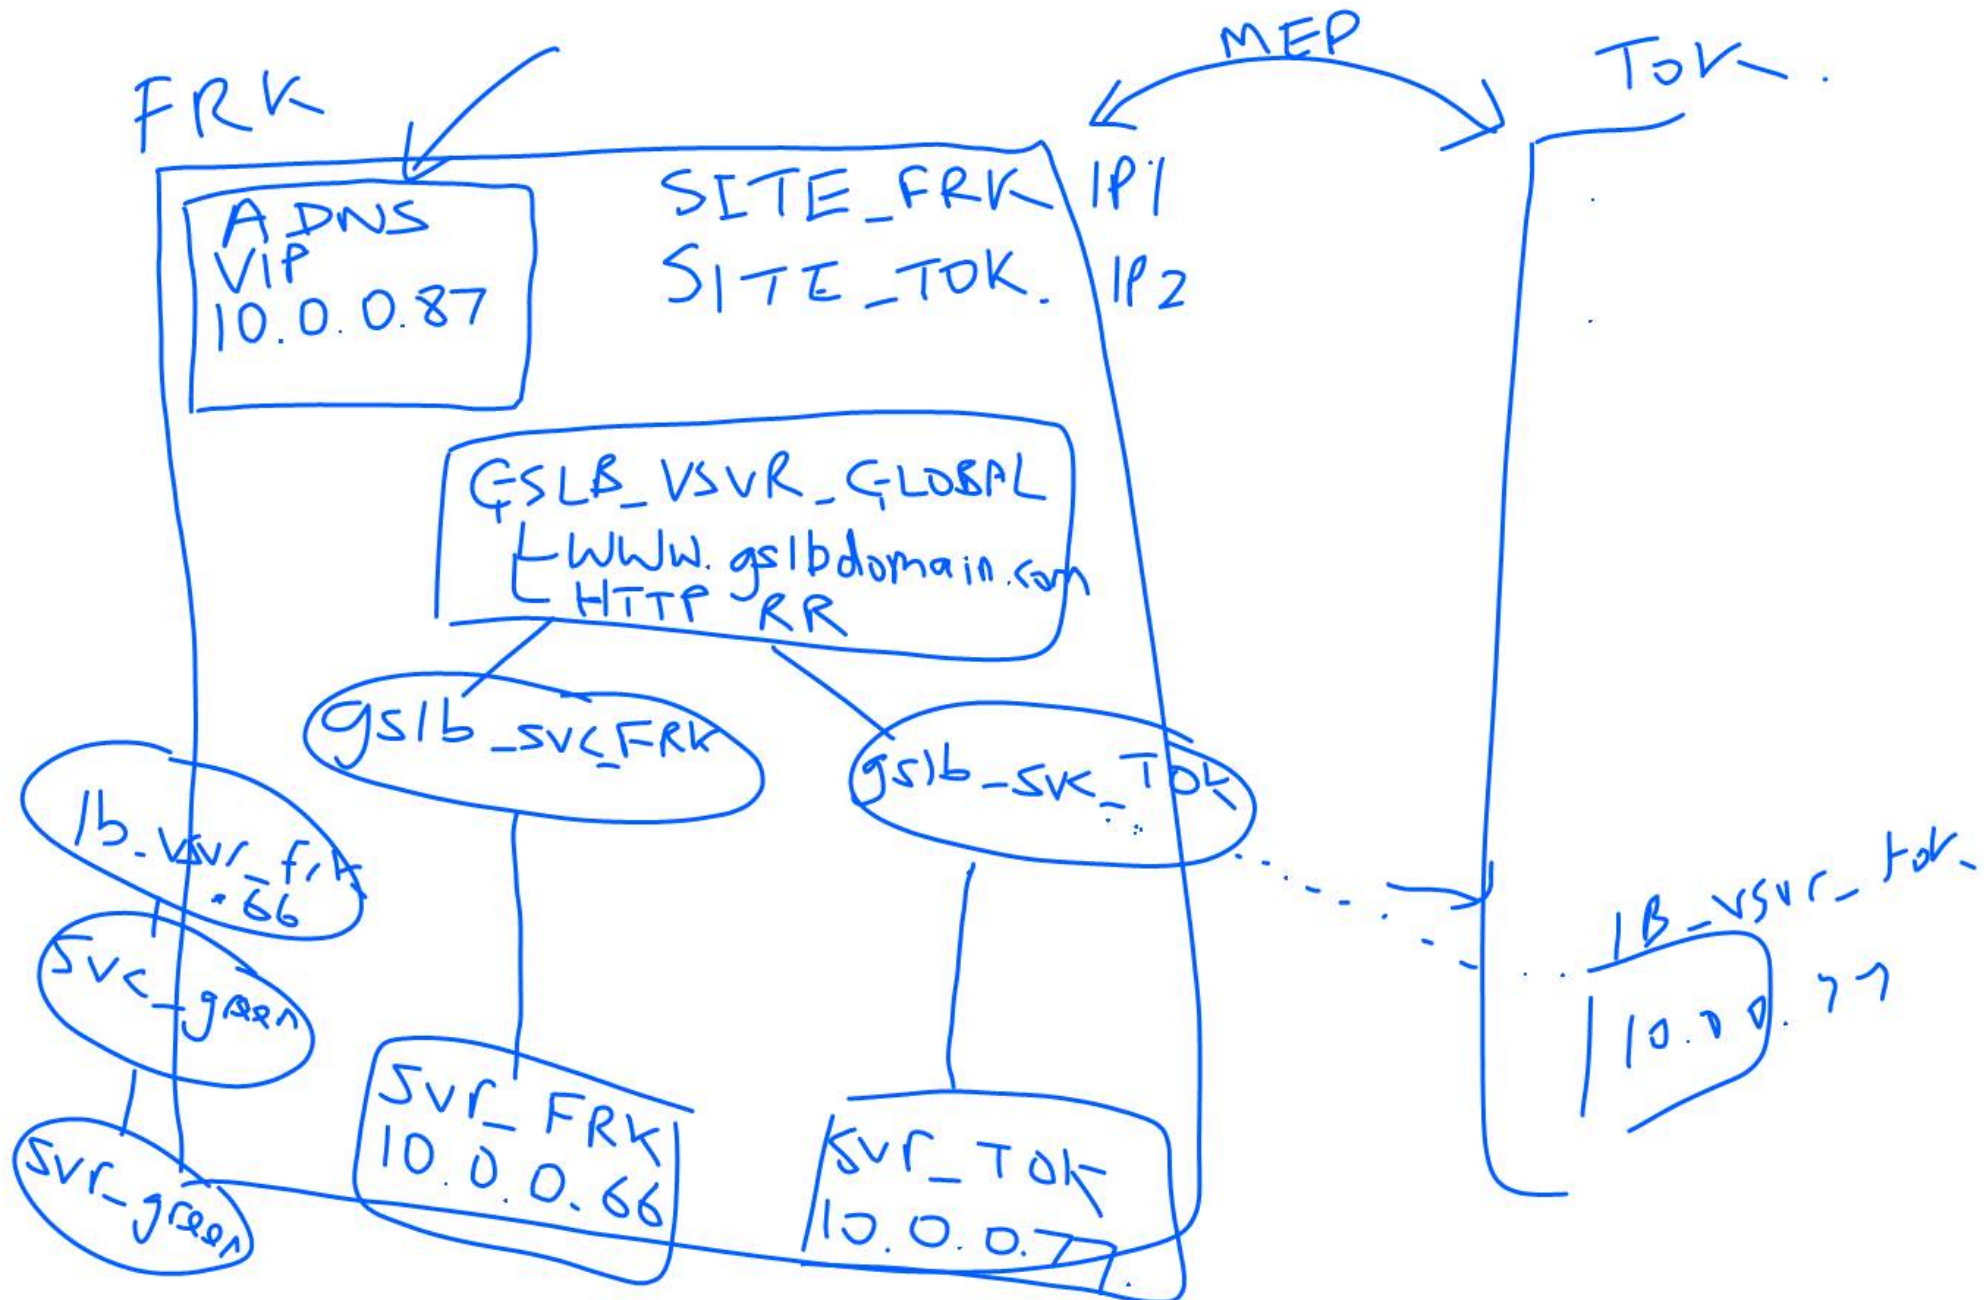 MEP
TOK.
FRK
SITE_FRK IP1
SITE_TOK. IP2
ADNS
VIP
10.0.0.87
GSLB_VSVR_GLOBAL
WWW.gslbdomain.com
HTTP RR
gslb_svc_FRK
gslb_svc_TOK
lb_vsvr_frk
.66
svc_green
svr_green
svr_FRK
10.0.0.66
svr_TOK
10.0.0.77
lB_vsvr_tok
10.0.0.77